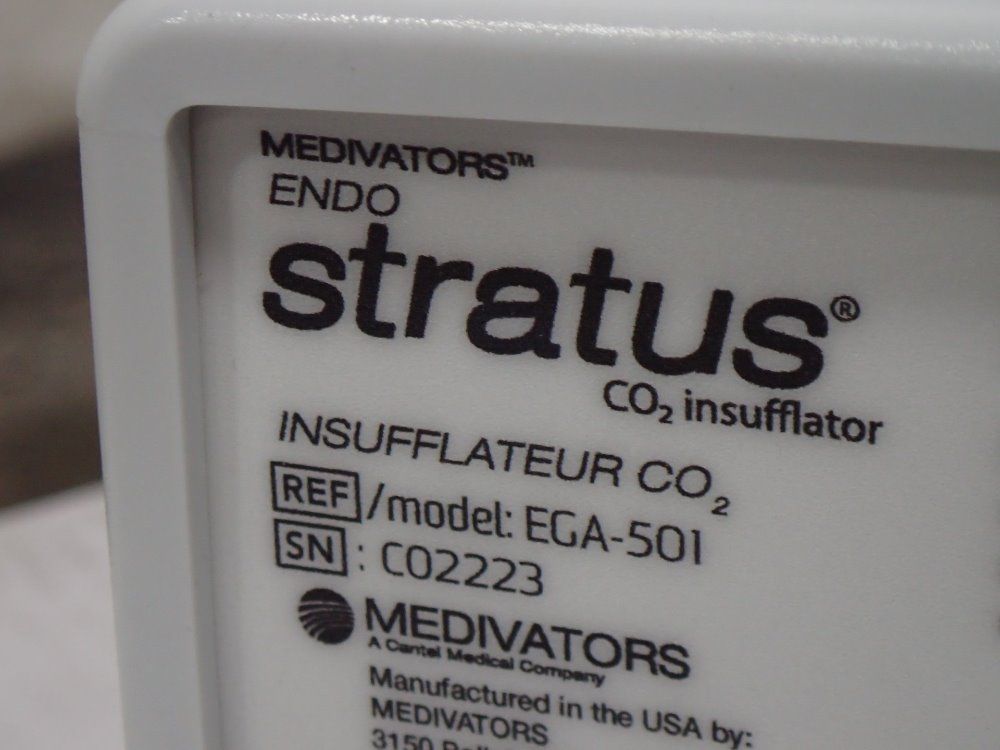 MEDIVATORS™
ENDO
stratus®
CO₂ insufflator
INSUFFLATEUR CO₂
REF/model: EGA-501
SN: C02223
MEDIVATORS
A Cantel Medical Company
Manufactured in the USA by:
MEDIVATORS
3150